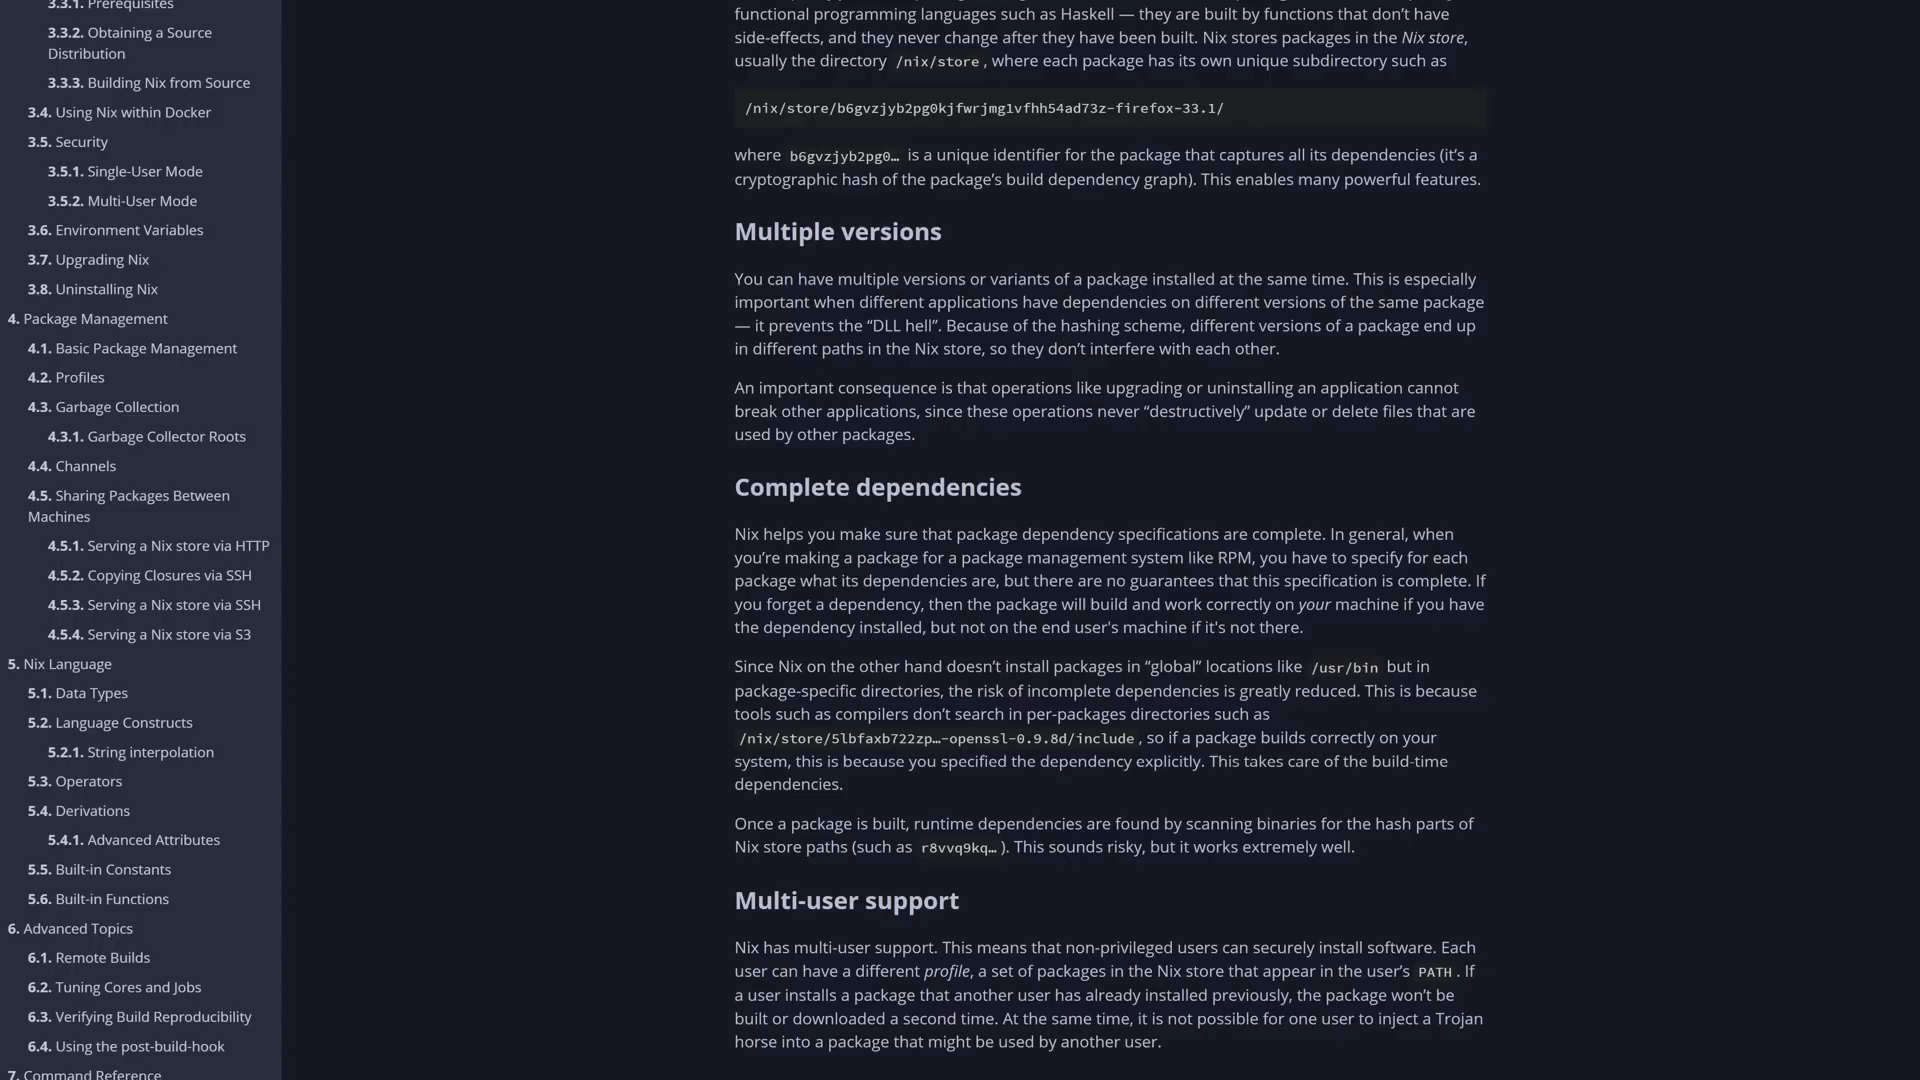 3.3.1. Prerequisites
3.3.2. Obtaining a Source
Distribution
3.3.3. Building Nix from Source
3.4. Using Nix within Docker
3.5. Security
3.5.1. Single-User Mode
3.5.2. Multi-User Mode
3.6. Environment Variables
3.7. Upgrading Nix
3.8. Uninstalling Nix
4. Package Management
4.1. Basic Package Management
4.2. Profiles
4.3. Garbage Collection
4.3.1. Garbage Collector Roots
4.4. Channels
4.5. Sharing Packages Between
Machines
4.5.1. Serving a Nix store via HTTP
4.5.2. Copying Closures via SSH
4.5.3. Serving a Nix store via SSH
4.5.4. Serving a Nix store via S3
5. Nix Language
5.1. Data Types
5.2. Language Constructs
5.2.1. String interpolation
5.3. Operators
5.4. Derivations
5.4.1. Advanced Attributes
5.5. Built-in Constants
5.6. Built-in Functions
6. Advanced Topics
6.1. Remote Builds
6.2. Tuning Cores and Jobs
6.3. Verifying Build Reproducibility
6.4. Using the post-build-hook
7. Command Reference
functional programming languages such as Haskell — they are built by functions that don’t have
side-effects, and they never change after they have been built. Nix stores packages in the Nix store,
usually the directory /nix/store, where each package has its own unique subdirectory such as
/nix/store/b6gvzjyb2pg0kjfwrjmg1vfhh54ad73z-firefox-33.1/
where b6gvzjyb2pg0… is a unique identifier for the package that captures all its dependencies (it’s a
cryptographic hash of the package’s build dependency graph). This enables many powerful features.
Multiple versions
You can have multiple versions or variants of a package installed at the same time. This is especially
important when different applications have dependencies on different versions of the same package
— it prevents the “DLL hell”. Because of the hashing scheme, different versions of a package end up
in different paths in the Nix store, so they don’t interfere with each other.
An important consequence is that operations like upgrading or uninstalling an application cannot
break other applications, since these operations never “destructively” update or delete files that are
used by other packages.
Complete dependencies
Nix helps you make sure that package dependency specifications are complete. In general, when
you’re making a package for a package management system like RPM, you have to specify for each
package what its dependencies are, but there are no guarantees that this specification is complete. If
you forget a dependency, then the package will build and work correctly on your machine if you have
the dependency installed, but not on the end user's machine if it's not there.
Since Nix on the other hand doesn’t install packages in “global” locations like /usr/bin but in
package-specific directories, the risk of incomplete dependencies is greatly reduced. This is because
tools such as compilers don’t search in per-packages directories such as
/nix/store/5lbfaxb722zp…-openssl-0.9.8d/include, so if a package builds correctly on your
system, this is because you specified the dependency explicitly. This takes care of the build-time
dependencies.
Once a package is built, runtime dependencies are found by scanning binaries for the hash parts of
Nix store paths (such as r8vvq9kq…). This sounds risky, but it works extremely well.
Multi-user support
Nix has multi-user support. This means that non-privileged users can securely install software. Each
user can have a different profile, a set of packages in the Nix store that appear in the user’s PATH. If
a user installs a package that another user has already installed previously, the package won’t be
built or downloaded a second time. At the same time, it is not possible for one user to inject a Trojan
horse into a package that might be used by another user.